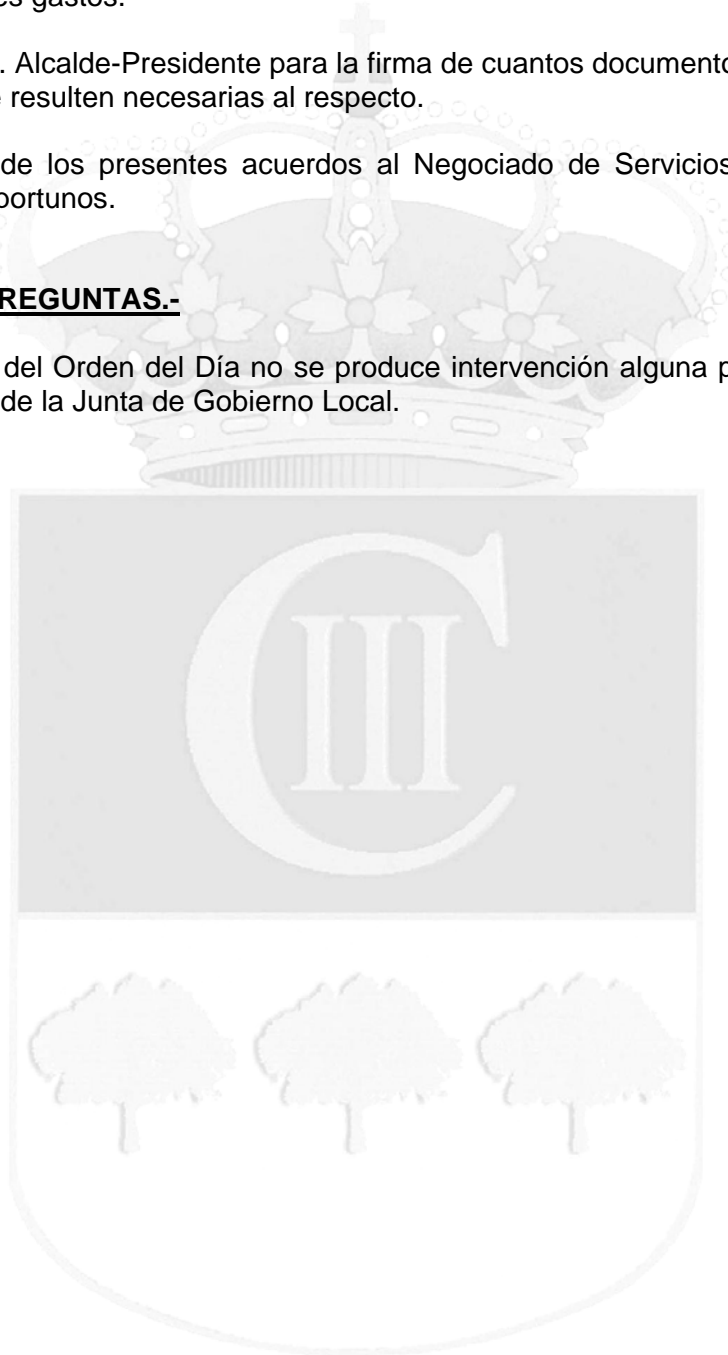 es gastos.
. Alcalde-Presidente para la firma de cuantos documento
resulten necesarias al respecto.
de los presentes acuerdos al Negociado de Servicios
oortunos.
REGUNTAS.-
del Orden del Día no se produce intervención alguna p
de la Junta de Gobierno Local.
C III